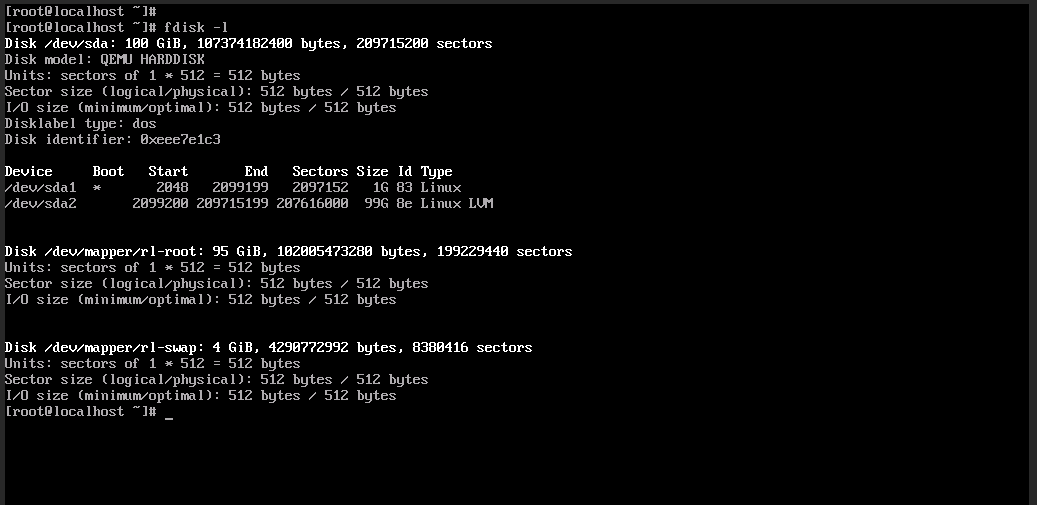 [root@localhost ~]#
[root@localhost ~]# fdisk -l
Disk /dev/sda: 100 GiB, 107374182400 bytes, 209715200 sectors
Disk model: QEMU HARDDISK
Units: sectors of 1 * 512 = 512 bytes
Sector size (logical/physical): 512 bytes / 512 bytes
I/O size (minimum/optimal): 512 bytes / 512 bytes
Disklabel type: dos
Disk identifier: 0xeee7e1c3
Device     Boot   Start       End   Sectors Size Id Type
/dev/sda1  *       2048   2099199   2097152   1G 83 Linux
/dev/sda2       2099200 209715199 207616000  99G 8e Linux LVM
Disk /dev/mapper/rl-root: 95 GiB, 102005473280 bytes, 199229440 sectors
Units: sectors of 1 * 512 = 512 bytes
Sector size (logical/physical): 512 bytes / 512 bytes
I/O size (minimum/optimal): 512 bytes / 512 bytes
Disk /dev/mapper/rl-swap: 4 GiB, 4290772992 bytes, 8380416 sectors
Units: sectors of 1 * 512 = 512 bytes
Sector size (logical/physical): 512 bytes / 512 bytes
I/O size (minimum/optimal): 512 bytes / 512 bytes
[root@localhost ~]# _